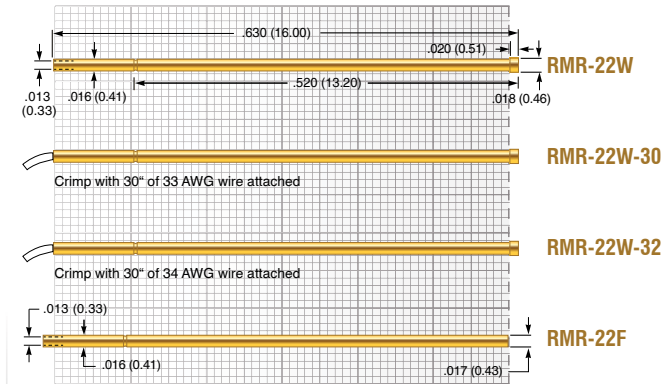 .630 (16.00)
.020 (0.51)
RMR-22W
.013
(0.33)
.016 (0.41)
.520 (13.20)
.018 (0.46)
RMR-22W-30
Crimp with 30“ of 33 AWG wire attached
RMR-22W-32
Crimp with 30“ of 34 AWG wire attached
.013 (0.33)
RMR-22F
.016 (0.41)
.017 (0.43)